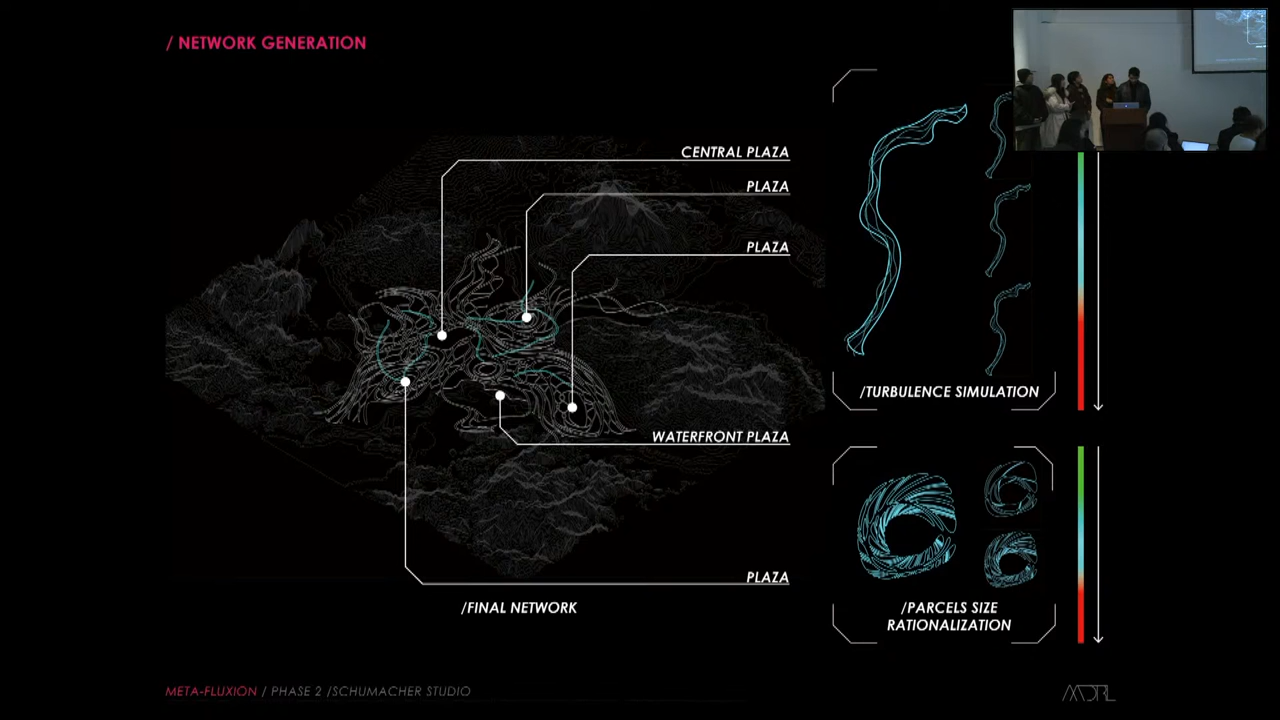 / NETWORK GENERATION
CENTRAL PLAZA
PLAZA
PLAZA
WATERFRONT PLAZA
PLAZA
/FINAL NETWORK
/TURBULENCE SIMULATION
/PARCELS SIZE
RATIONALIZATION
META-FLUXION / PHASE 2 /SCHUMACHER STUDIO